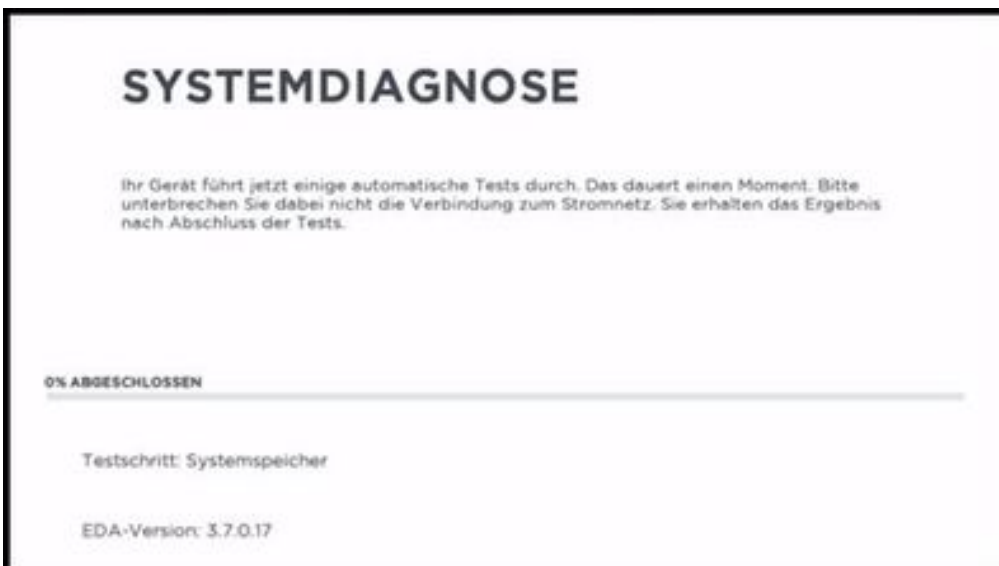 SYSTEMDIAGNOSE
Ihr Gerät führt jetzt einige automatische Tests durch. Das dauert einen Moment. Bitte
unterbrechen Sie dabei nicht die Verbindung zum Stromnetz. Sie erhalten das Ergebnis
nach Abschluss der Tests.
0% ABGESCHLOSSEN
Testschritt: Systemspeicher
EDA-Version: 3.7.0.17